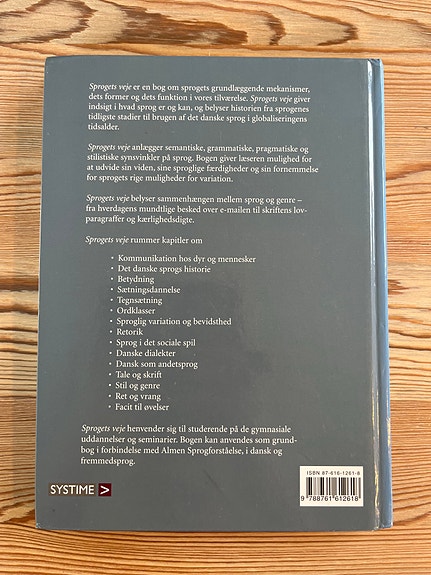 Sprogets veje er en bog om sprogets grundlæggende mekanismer,
dets former og dets funktion i vores tilværelse. Sprogets veje giver
indsigt i hvad sprog er og kan, og belyser historien fra sprogenes
tidligste stadier til brugen af det danske sprog i globaliseringens
tidsalder.
Sprogets veje anlægger semantiske, grammatiske, pragmatiske og
stilistiske synsvinkler på sprog. Bogen giver læseren mulighed for
at udvide sin viden, sine sproglige færdigheder og sin fornemmelse
for sprogets rige muligheder for variation.
Sprogets veje belyser sammenhængen mellem sprog og genre –
fra hverdagens mundtlige besked over e-mailen til skriftens lov-
paragraffer og kærlighedsdigte.
Sprogets veje rummer kapitler om
• Kommunikation hos dyr og mennesker
• Det danske sprogs historie
• Betydning
• Sætningsdannelse
• Tegnsætning
• Ordklasser
• Sproglig variation og bevidsthed
• Retorik
• Sprog i det sociale spil
• Danske dialekter
• Dansk som andetsprog
• Tale og skrift
• Stil og genre
• Ret og vrang
• Facit til øvelser
Sprogets veje henvender sig til studerende på de gymnasiale
uddannelser og seminarier. Bogen kan anvendes som grund-
bog i forbindelse med Almen Sprogforståelse, i dansk og
fremmedsprog.
ISBN 87-616-1261-8
9 788761 612618
SYSTIME >